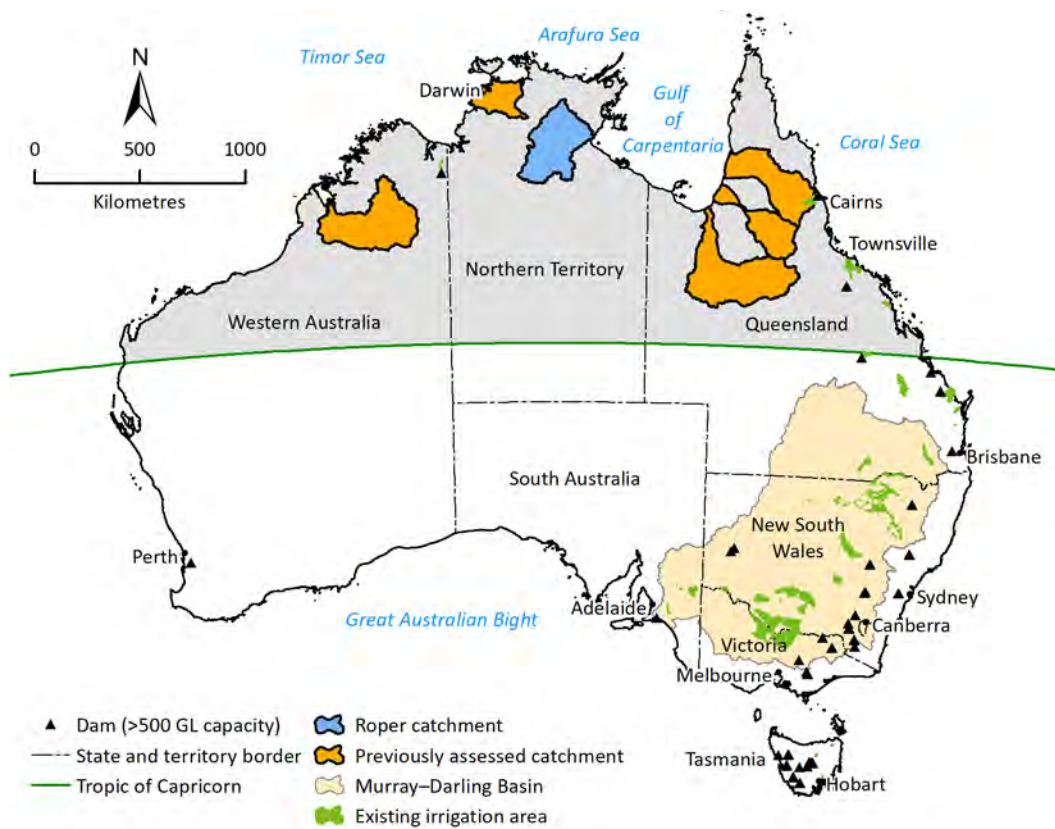 Arafura Sea
Timor Sea
N
Darwin
Gulf
of
Carpentaria
Coral Sea
0 500 1000
Kilometres
Cairns
Townsville
Northern Territory
Western Australia
Queensland
Brisbane
South Australia
New South
Wales
Perth
Adelaide
Sydney
Great Australian Bight
Canberra
Victoria
Melbourne
Dam (>500 GL capacity)
State and territory border
Tropic of Capricorn
Roper catchment
Previously assessed catchment
Murray–Darling Basin
Existing irrigation area
Tasmania
Hobart